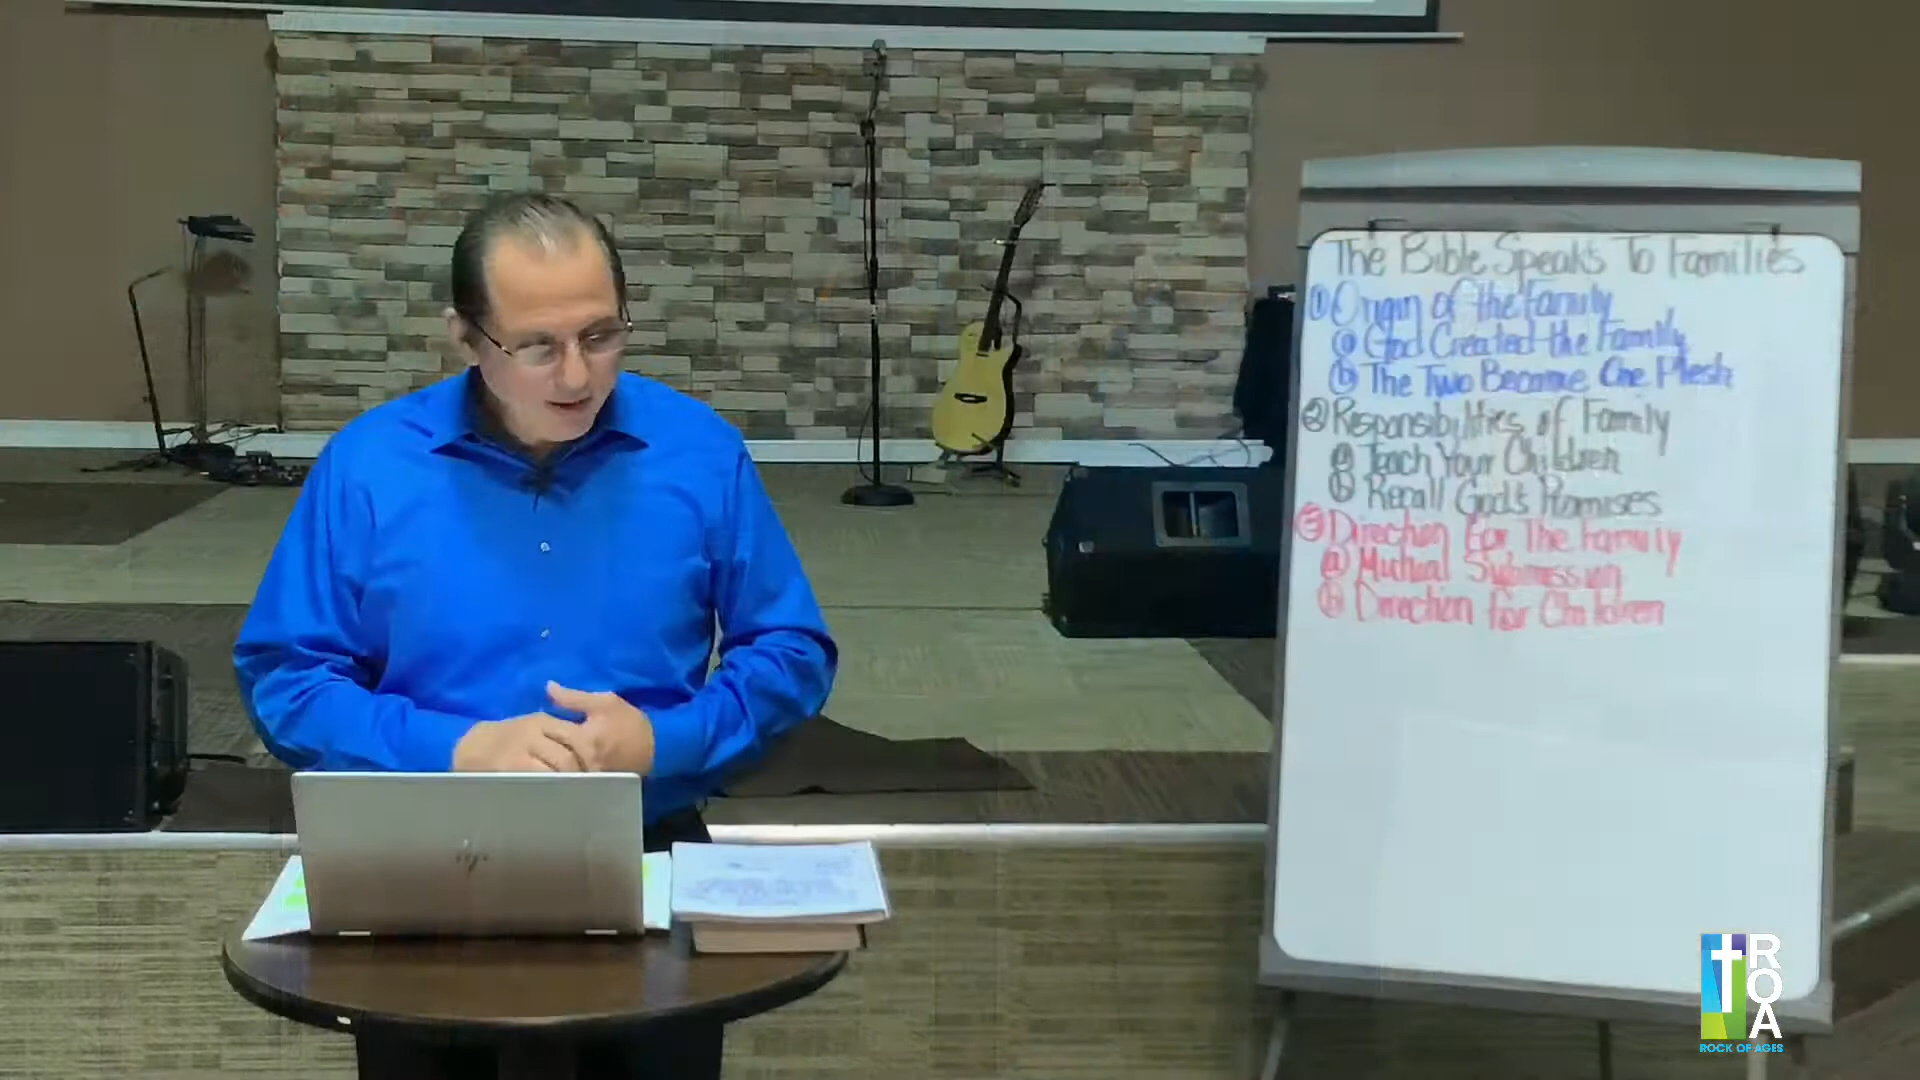 The Bible Speaks To Families
① Origin of the Family
ⓐ God Created the Family
ⓑ The Two Become One Flesh
② Responsibilities of Family
ⓐ Teach Your Children
ⓑ Recall God's Promises
③ Direction For The Family
ⓐ Mutual Submission
ⓑ Direction for Children
hp
ROA
ROCK OF AGES